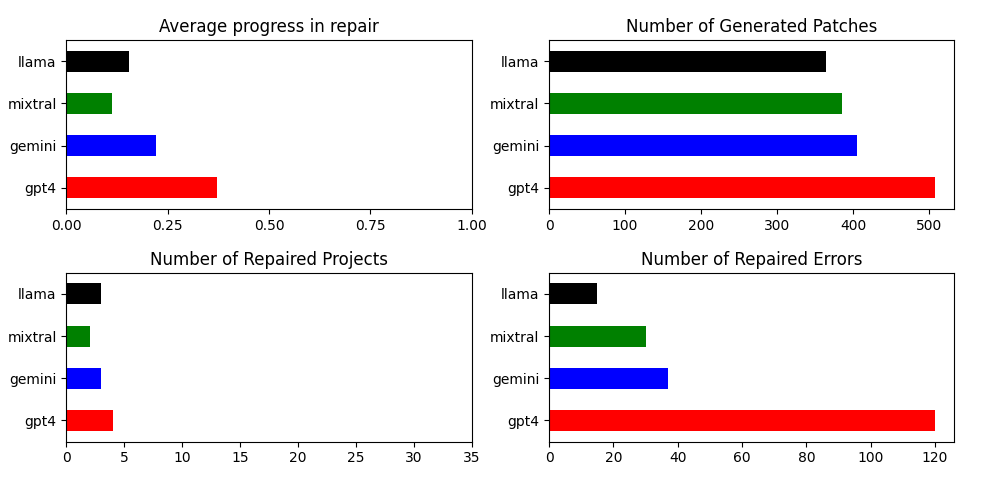 Average progress in repair
llama
mixtral
gemini
gpt4
0.00 0.25 0.50 0.75 1.00
Number of Generated Patches
llama
mixtral
gemini
gpt4
0 100 200 300 400 500
Number of Repaired Projects
llama
mixtral
gemini
gpt4
0 5 10 15 20 25 30 35
Number of Repaired Errors
llama
mixtral
gemini
gpt4
0 20 40 60 80 100 120